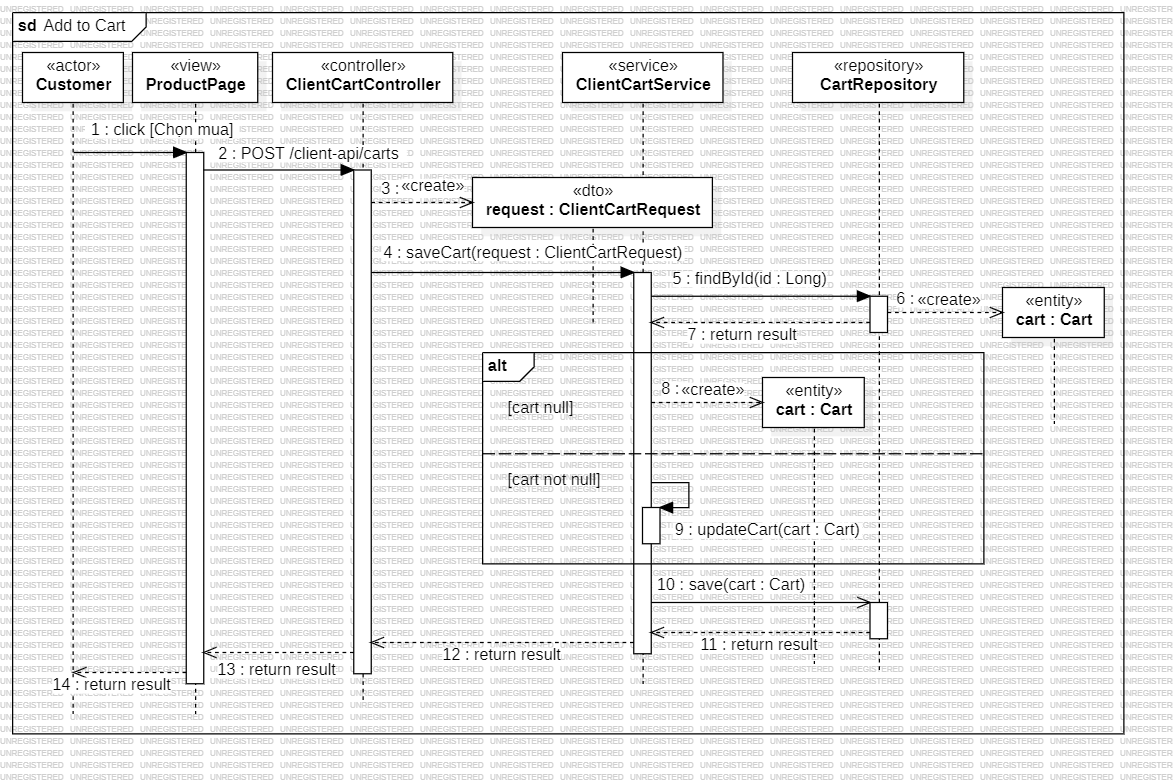 sd Add to Cart
«actor»
Customer
«view»
ProductPage
«controller»
ClientCartController
«service»
ClientCartService
«repository»
CartRepository
1 : click [Chọn mua]
2 : POST /client-api/carts
3 : «create»
«dto»
request : ClientCartRequest
4 : saveCart(request : ClientCartRequest)
5 : findById(id : Long)
6 : «create»
«entity»
cart : Cart
7 : return result
alt
[cart null]
8 : «create»
«entity»
cart : Cart
[cart not null]
9 : updateCart(cart : Cart)
10 : save(cart : Cart)
11 : return result
12 : return result
13 : return result
14 : return result
UNREGISTERED